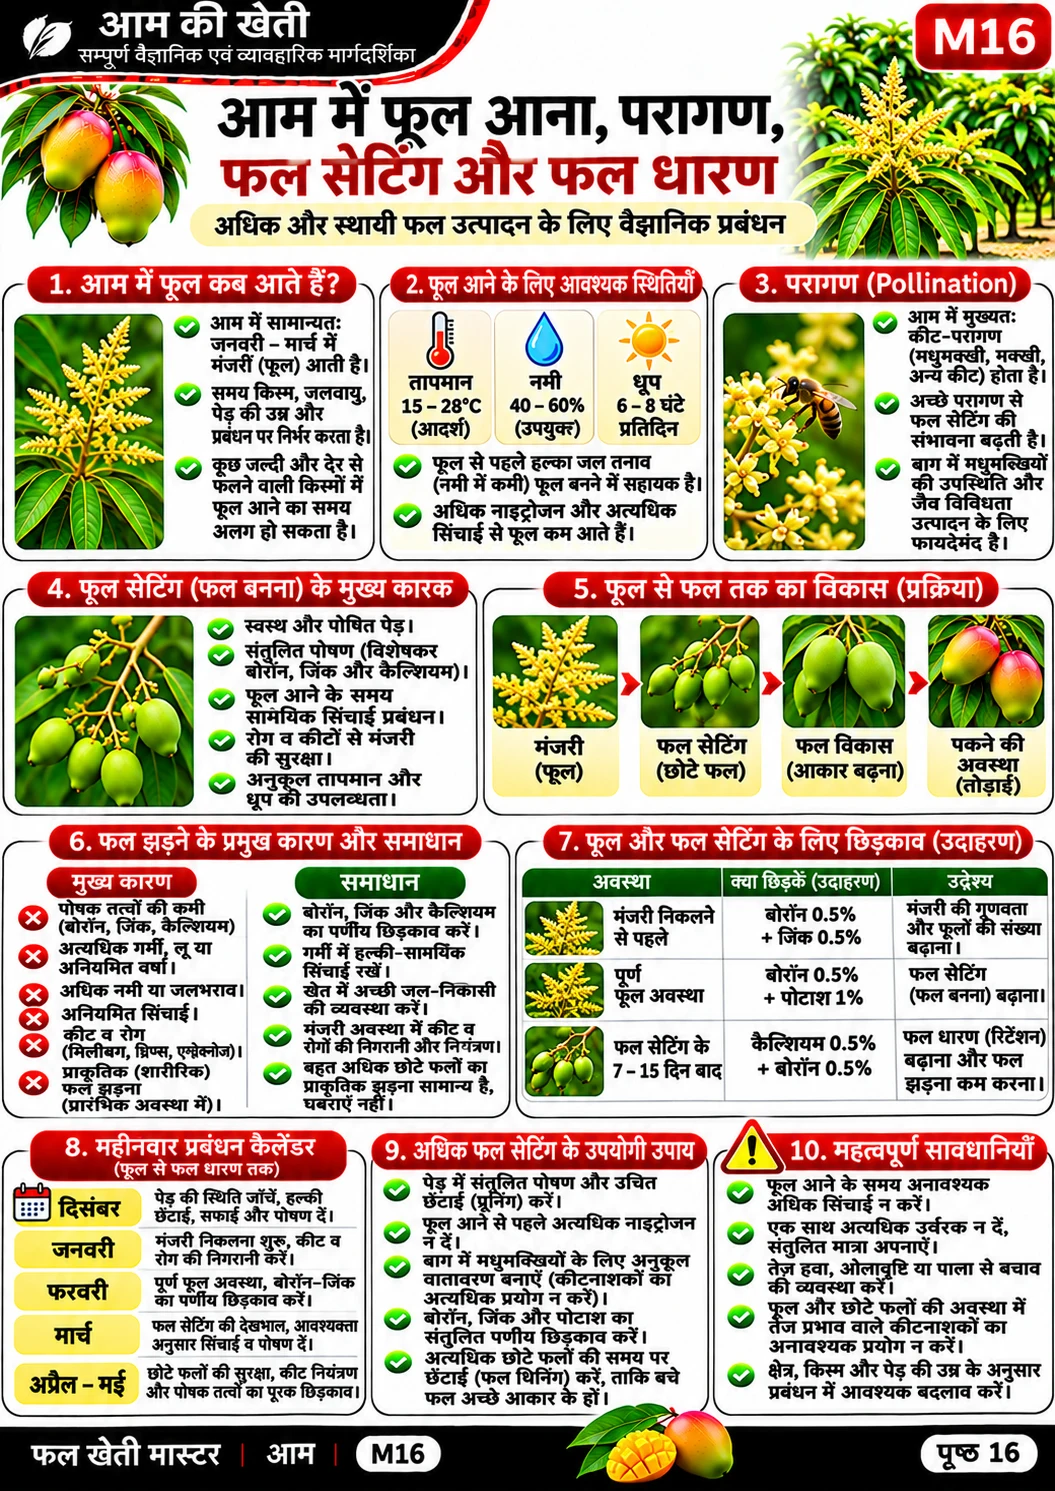 आम की खेती
सम्पूर्ण वैज्ञानिक एवं व्यावहारिक मार्गदर्शिका
M16
आम में फूल आना, परागण,
फल सेटिंग और फल धारण
अधिक और स्थायी फल उत्पादन के लिए वैज्ञानिक प्रबंधन
1. आम में फूल कब आते हैं?
आम में सामान्यतः
जनवरी – मार्च में
मंजरीं (फूल) आती है।
समय किस्म, जलवायु,
पेड़ की उम्र और
प्रबंधन पर निर्भर करता है।
कुछ जल्दी और देर से
फलने वाली किस्मों में
फूल आने का समय
अलग हो सकता है।
2. फूल आने के लिए आवश्यक स्थितियाँ
तापमान
15 – 28°C
(आदर्श)
नमी
40 – 60%
(उपयुक्त)
धूप
6 – 8 घंटे
प्रतिदिन
फूल से पहले हल्का जल तनाव
(नमी में कमी) फूल बनने में सहायक है।
अधिक नाइट्रोजन और अत्यधिक
सिंचाई से फूल कम आते हैं।
3. परागण (Pollination)
आम में मुख्यतः
कीट-परागण
(मधुमक्खी, मक्खी,
अन्य कीट) होता है।
अच्छे परागण से
फल सेटिंग की
संभावना बढ़ती है।
बाग में मधुमक्खियों
की उपस्थिति और
जैव विविधता
उत्पादन के लिए
फायदेमंद है।
4. फूल सेटिंग (फल बनना) के मुख्य कारक
स्वस्थ और पोषित पेड़।
संतुलित पोषण (विशेषकर
बोरॉन, जिंक और कैल्शियम)।
फूल आने के समय
सामयिक सिंचाई प्रबंधन।
रोग व कीटों से मंजरी
की सुरक्षा।
अनुकूल तापमान और
धूप की उपलब्धता।
5. फूल से फल तक का विकास (प्रक्रिया)
मंजरी
(फूल)
फल सेटिंग
(छोटे फल)
फल विकास
(आकार बढ़ना)
पकने की
अवस्था
(तोड़ाई)
6. फल झड़ने के प्रमुख कारण और समाधान
मुख्य कारण
पोषक तत्वों की कमी
(बोरॉन, जिंक, कैल्शियम)
अत्यधिक गर्मी, लू या
अनियमित वर्षा।
अधिक नमी या जलभराव।
अनियमित सिंचाई।
कीट व रोग
(मिलीबग, थ्रिप्स,
प्राकृतिक (शारीरिक)
फल झड़ना
(प्रारंभिक अवस्था में)।
समाधान
बोरॉन, जिंक और कैल्शियम
का पर्णीय छिड़काव करें।
गर्मी में हल्की-सामयिक
सिंचाई रखें।
खेत में अच्छी जल-निकासी
की व्यवस्था करें।
मंजरी अवस्था में कीट व
रोगों की निगरानी और नियंत्रण।
बहुत अधिक छोटे फलों का
प्राकृतिक झड़ना सामान्य है,
घबराएँ नहीं।
7. फूल और फल सेटिंग के लिए छिड़काव (उदाहरण)
अवस्था
क्या छिड़कें (उदाहरण)
उद्देश्य
मंजरी निकलने
से पहले
बोरॉन 0.5%
+ जिंक 0.5%
मंजरी की गुणवता
और फूलों की संख्या
बढ़ाना।
पूर्ण
फूल अवस्था
बोरॉन 0.5%
+ पोटाश 1%
फल सेटिंग
(फल बनना) बढ़ाना।
फल सेटिंग के
7 – 15 दिन बाद
कैल्शियम 0.5%
+ बोरॉन 0.5%
फल धारण (रिटेंशन)
बढ़ाना और फल
झड़ना कम करना।
8. महीनवार प्रबंधन कैलेंडर
(फूल से फल धारण तक)
दिसंबर
पेड़ की स्थिति जाँचें, हल्की
छेंटाई, सफाई और पोषण दें।
जनवरी
मंजरी निकलना शुरू, कीट व
रोग की निगरानी करें।
फरवरी
पूर्ण फूल अवस्था, बोरॉन-जिंक
का पर्णीय छिड़काव करें।
मार्च
फल सेटिंग की देखभाल, आवश्यक्ता
अनुसार सिंचाई व पोषण दें।
अप्रैल – मई
छोटे फलों की सुरक्षा, कीट नियंत्रण
और पोषक तत्वों का पूरक छिड़काव।
9. अधिक फल सेटिंग के उपयोगी उपाय
पेड़ में संतुलित पोषण और उचित
छेंटाई (प्रूनिंग) करें।
फूल आने से पहले अत्यधिक नाइट्रोजन
न दें।
बाग में मधुमक्खियों के लिए अनुकूल
वातावरण बनाएँ (कीटनाशकों का
अत्यधिक प्रयोग न करें)।
बोरॉन, जिंक और पोटाश का
संतुलित पर्णीय छिड़काव करें।
अत्यधिक छोटे फलों की समय पर
छेंटाई (फल थिनिंग) करें, ताकि बचे
फल अच्छे आकार के हों।
10. महत्वपूर्ण सावधानियाँ
फूल आने के समय अनावश्यक
अधिक सिंचाई न करें।
एक साथ अत्यधिक उर्वरक न दें,
संतुलित मात्रा अपनाएँ।
तेज़ हवा, ओलावृष्टि या पाला से बचाव
की व्यवस्था करें।
फूल और छोटे फलों की अवस्था में
तेज प्रभाव वाले कीटनाशकों का
अनावश्यक प्रयोग न करें।
क्षेत्र, किस्म और पेड़ की उम्र के अनुसार
प्रबंधन में आवश्यक बदलाव करें।
फल खेती मास्टर | आम | M16
पृष्ठ 16